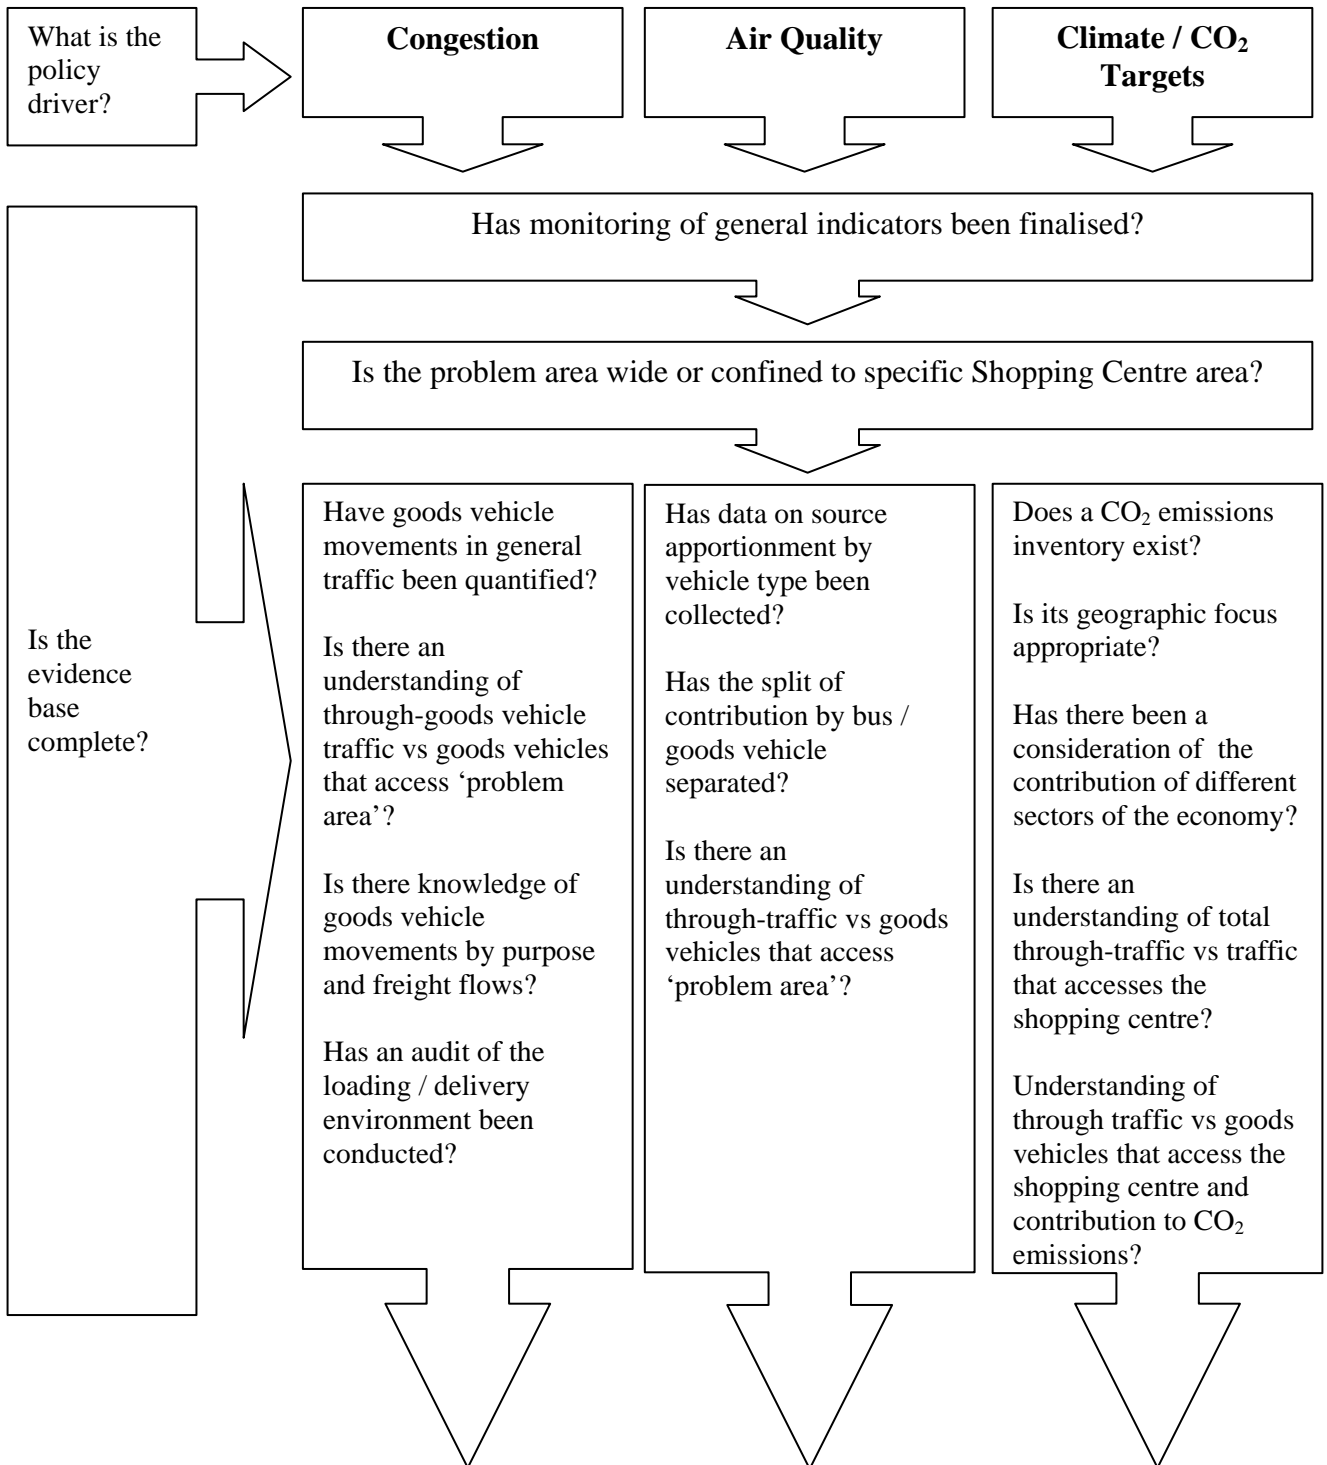 What is the
policy
driver?
Congestion
Air Quality
Climate / CO₂
Targets
Has monitoring of general indicators been finalised?
Is the problem area wide or confined to specific Shopping Centre area?
Is the
evidence
base
complete?
Have goods vehicle
movements in general
traffic been quantified?
Is there an
understanding of
through-goods vehicle
traffic vs goods vehicles
that access ‘problem
area’?
Is there knowledge of
goods vehicle
movements by purpose
and freight flows?
Has an audit of the
loading / delivery
environment been
conducted?
Has data on source
apportionment by
vehicle type been
collected?
Has the split of
contribution by bus /
goods vehicle
separated?
Is there an
understanding of
through-traffic vs goods
vehicles that access
‘problem area’?
Does a CO₂ emissions
inventory exist?
Is its geographic focus
appropriate?
Has there been a
consideration of the
contribution of different
sectors of the economy?
Is there an
understanding of total
through-traffic vs traffic
that accesses the
shopping centre?
Understanding of
through traffic vs goods
vehicles that access the
shopping centre and
contribution to CO₂
emissions?